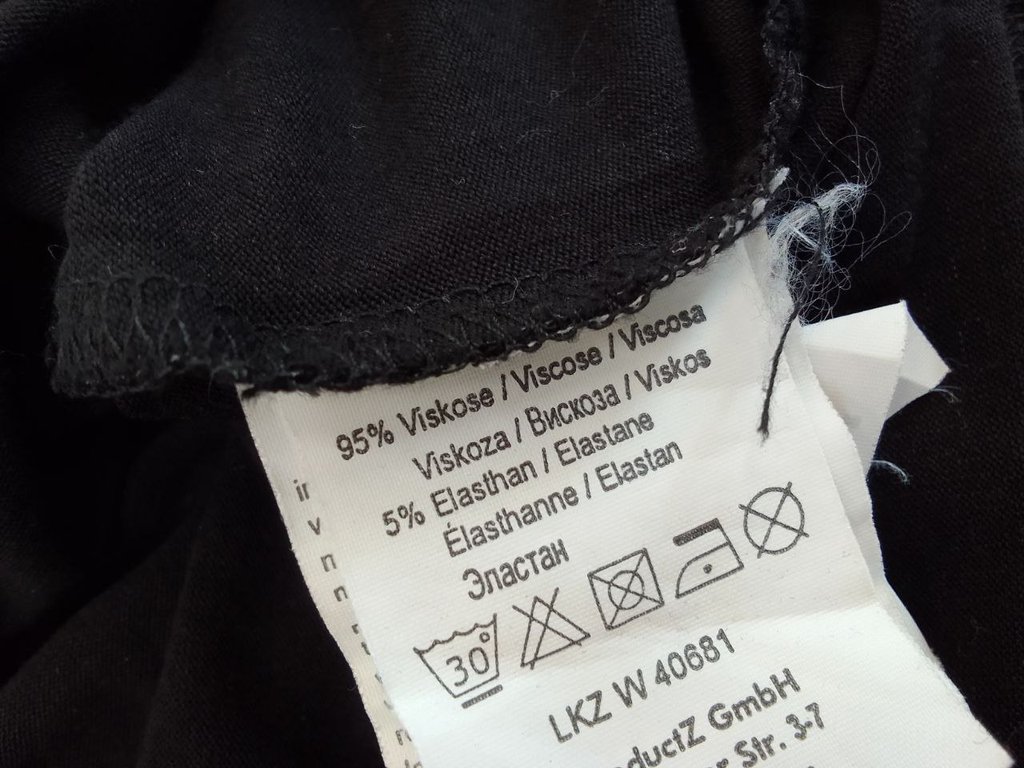 95% Viskose / Viscose / Viscosa
Viskoza / Вискоза / Viskos
5% Elasthan / Elastane
Élasthanne / Elastan
Эластан
30°
LKZ W 40681
ductZ GmbH
r Str. 3-7